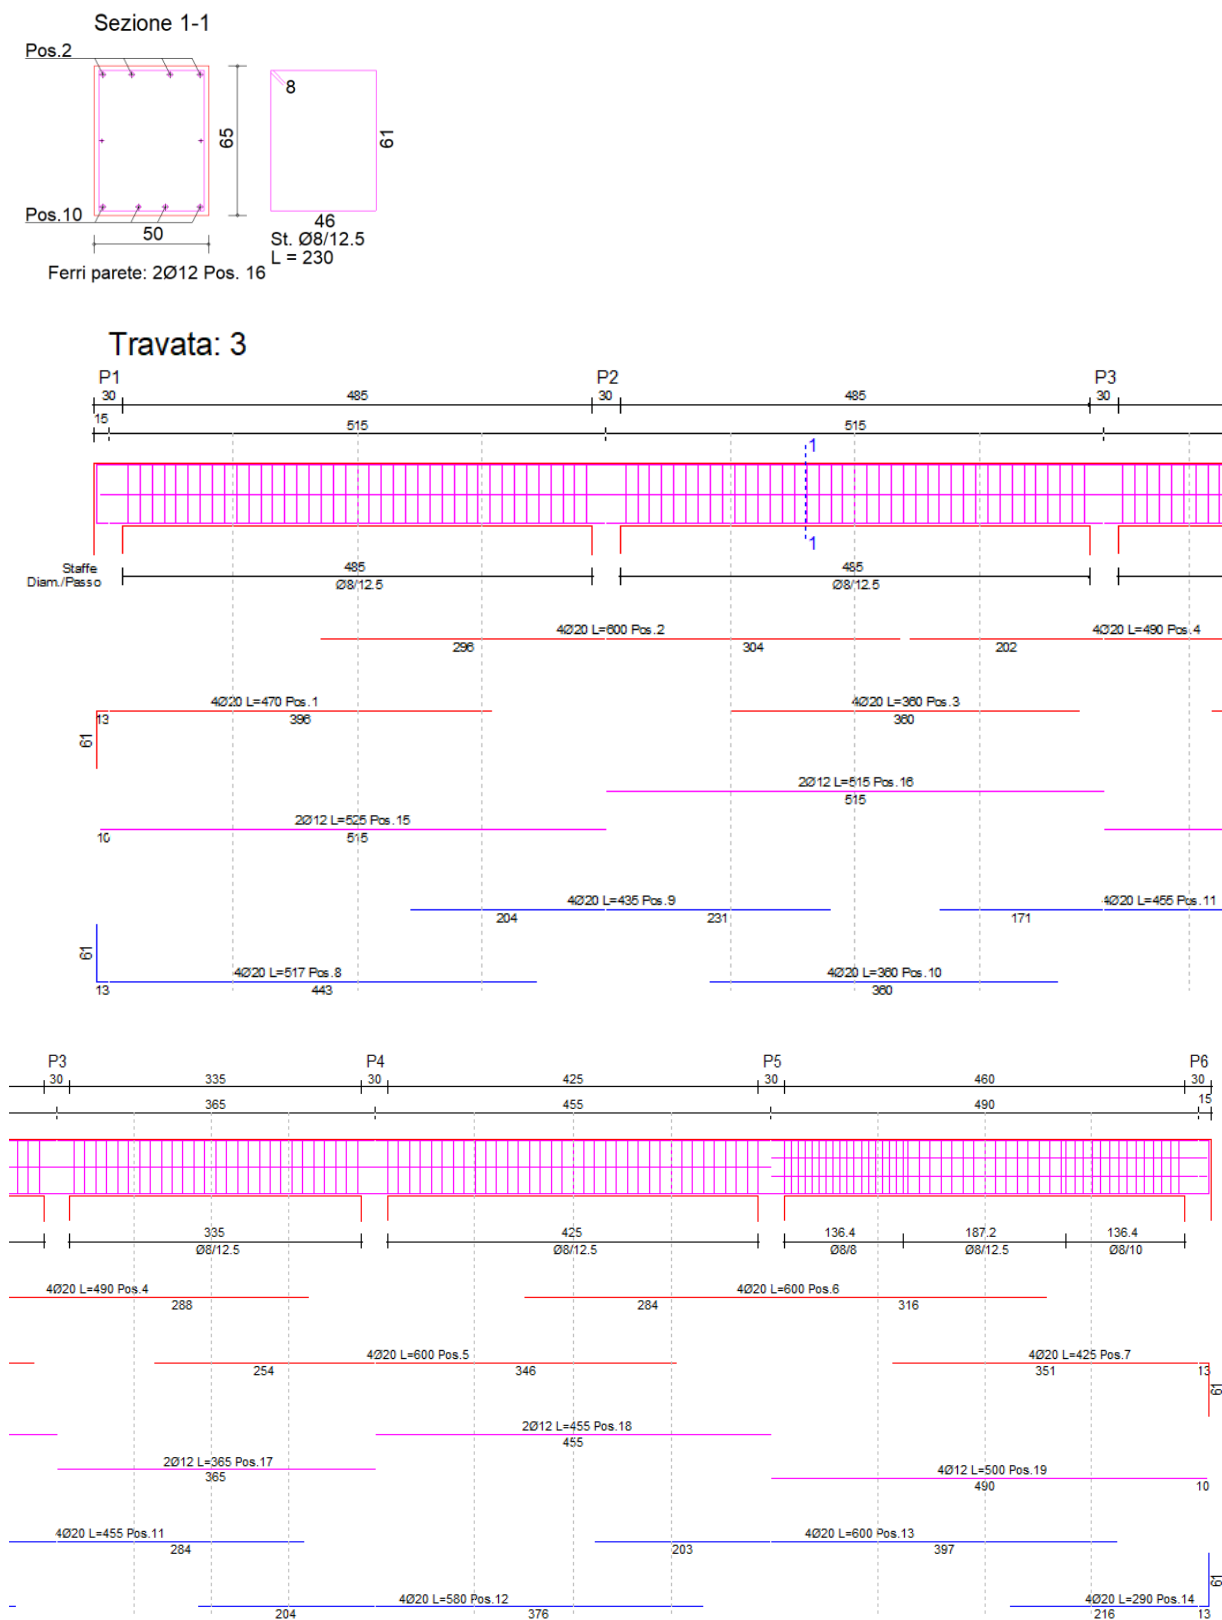 Sezione 1-1
Pos.2
8
65
61
Pos.10
50
46
St. Ø8/12.5
L = 230
Ferri parete: 2Ø12 Pos. 16
Travata: 3
P1 P2 P3
30 485 30 485 30
15 515 515
1
1
Staffe
Diam./Passo
485 485
Ø8/12.5 Ø8/12.5
4Ø20 L=600 Pos.2 4Ø20 L=490 Pos.4
296 304 202
4Ø20 L=470 Pos.1 4Ø20 L=360 Pos.3
13 396 360
61
2Ø12 L=515 Pos.16
515
2Ø12 L=525 Pos.15
10 515
4Ø20 L=435 Pos.9 4Ø20 L=455 Pos.11
204 231 171
61
4Ø20 L=517 Pos.8 4Ø20 L=360 Pos.10
13 443 360
P3 P4 P5 P6
30 335 30 425 30 460 30
365 455 490 15
335 425 136.4 187.2 136.4
Ø8/12.5 Ø8/12.5 Ø8/8 Ø8/12.5 Ø8/10
4Ø20 L=490 Pos.4 4Ø20 L=600 Pos.6
288 284 316
4Ø20 L=600 Pos.5 4Ø20 L=425 Pos.7
254 346 351 13
61
2Ø12 L=455 Pos.18
455
2Ø12 L=365 Pos.17
365
4Ø12 L=500 Pos.19
490 10
4Ø20 L=455 Pos.11 4Ø20 L=600 Pos.13
284 203 397
61
4Ø20 L=580 Pos.12 4Ø20 L=290 Pos.14
204 376 216 13